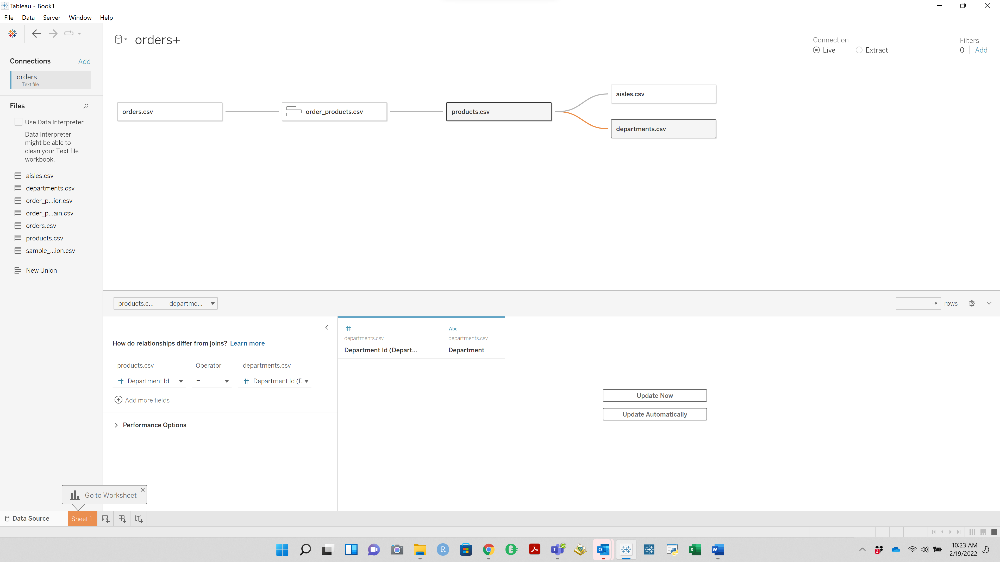 Tableau - Book1
File Data Server Window Help
orders+
Connection
Live
Extract
Filters
0 Add
Connections Add
orders
Text file
Files
Use Data Interpreter
Data Interpreter
might be able to
clean your Text file
workbook.
aisles.csv
departments.csv
order_p...ior.csv
order_p...ain.csv
orders.csv
products.csv
sample_...ion.csv
New Union
orders.csv
order_products.csv
products.csv
aisles.csv
departments.csv
products.c... — departme...
rows
How do relationships differ from joins? Learn more
products.csv Operator departments.csv
# Department Id = # Department Id (D
Add more fields
Performance Options
#
departments.csv
Department Id (Depart...
Abc
departments.csv
Department
Update Now
Update Automatically
Go to Worksheet
Data Source
Sheet 1
R
T
O
X
W
2
10:23 AM
2/19/2022